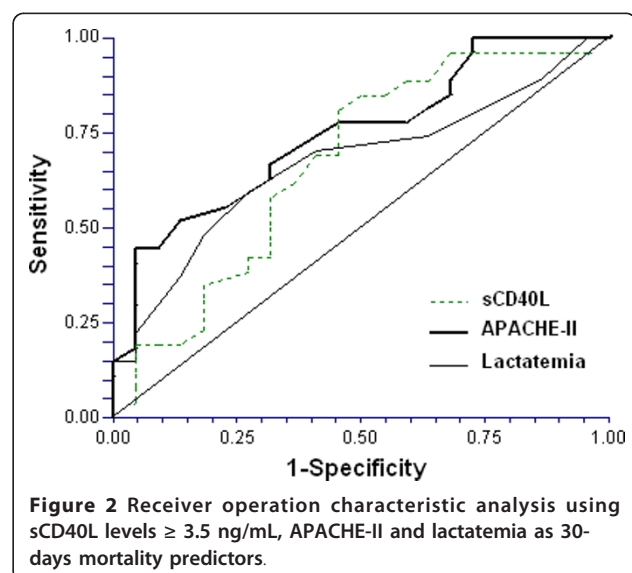 1.00
0.75
0.50
0.25
0.00
Sensitivity
sCD40L
APACHE-II
Lactatemia
0.00 0.25 0.50 0.75 1.00
1-Specificity
Figure 2 Receiver operation characteristic analysis using
sCD40L levels ≥ 3.5 ng/mL, APACHE-II and lactatemia as 30-
days mortality predictors.